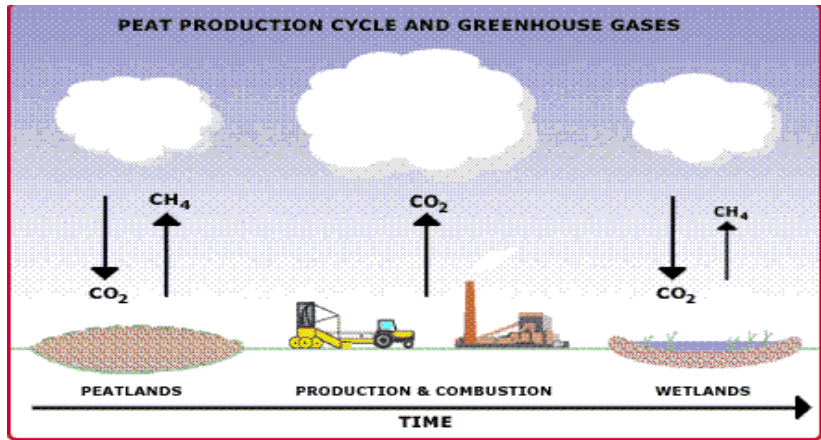 PEAT PRODUCTION CYCLE AND GREENHOUSE GASES
CH₄
CO₂
CH₄
CO₂
CO₂
PEATLANDS
PRODUCTION & COMBUSTION
WETLANDS
TIME